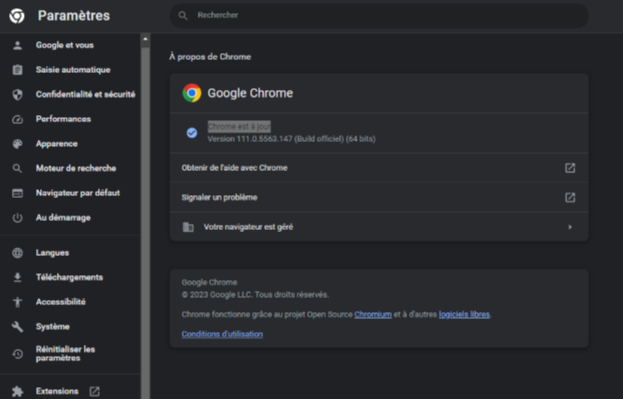 Paramètres
Rechercher
Google et vous
Saisie automatique
Confidentialité et sécurité
Performances
Apparence
Moteur de recherche
Navigateur par défaut
Au démarrage
Langues
Téléchargements
Accessibilité
Système
Réinitialiser les
paramètres
Extensions
À propos de Chrome
Google Chrome
Chrome est à jour
Version 111.0.5563.147 (Build officiel) (64 bits)
Obtenir de l'aide avec Chrome
Signaler un problème
Votre navigateur est géré
Google Chrome
© 2023 Google LLC. Tous droits réservés.
Chrome fonctionne grâce au projet Open Source Chromium et à d'autres logiciels libres.
Conditions d'utilisation